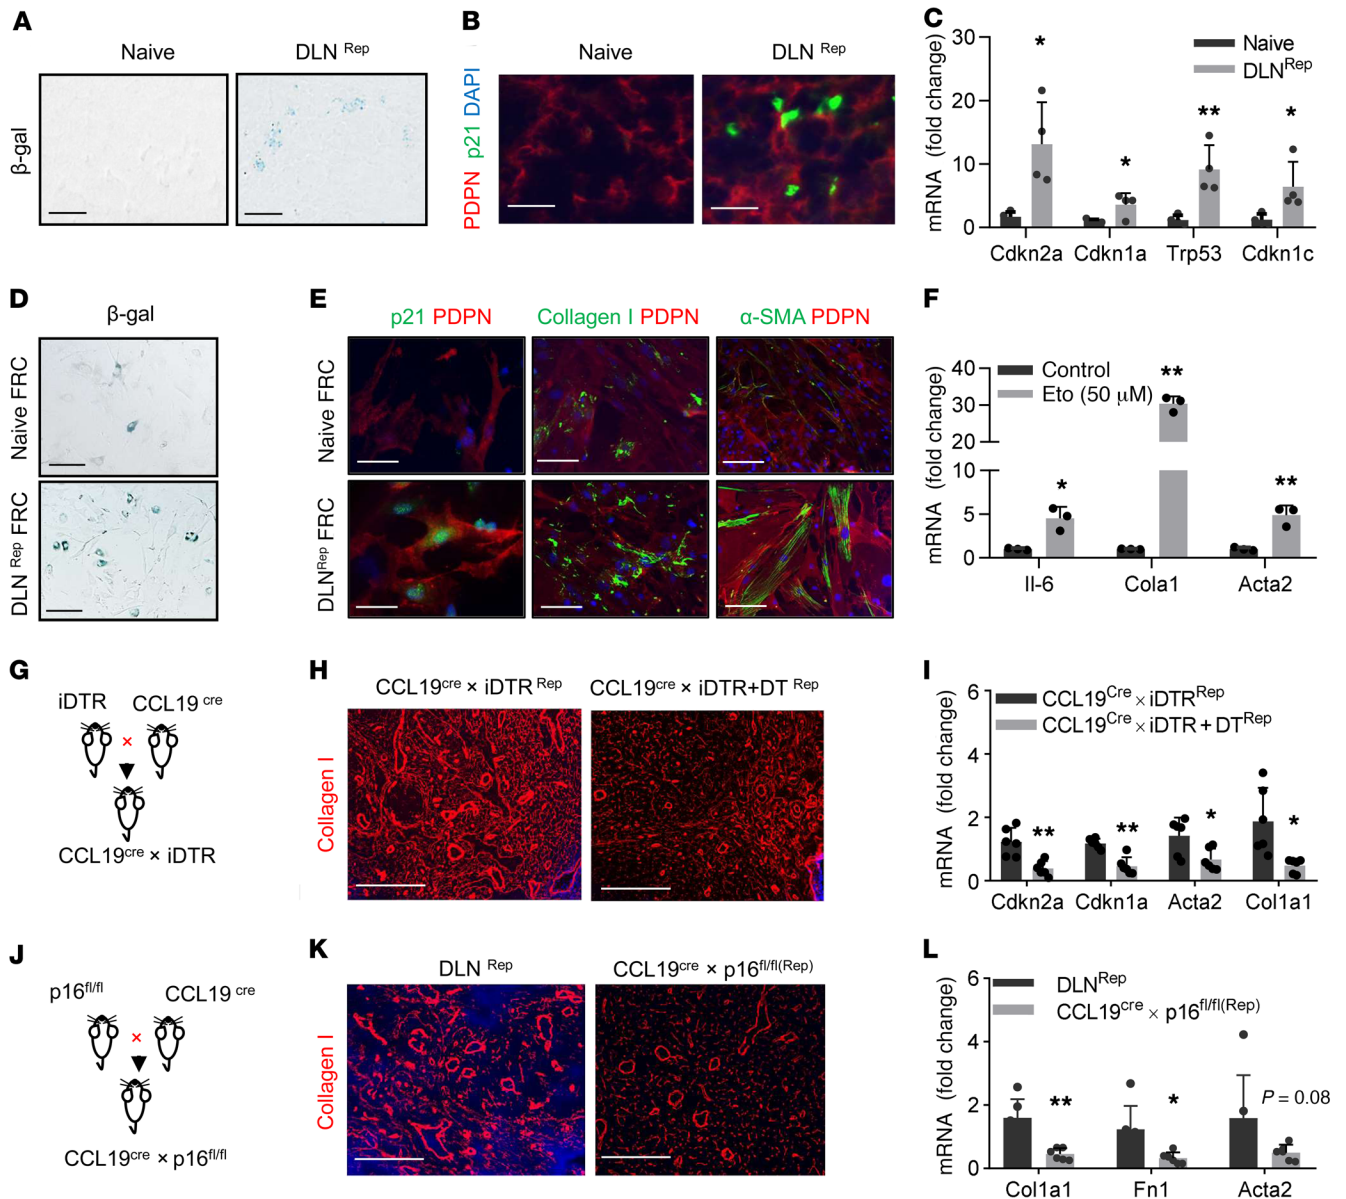 A
Naive
DLN Rep
β-gal
B
Naive
DLN Rep
PDPN p21 DAPI
C
mRNA (fold change)
30
20
10
0
Naive
DLNRep
*
*
**
*
Cdkn2a Cdkn1a Trp53 Cdkn1c
D
β-gal
Naive FRC
DLN Rep FRC
E
p21 PDPN
Collagen I PDPN
α-SMA PDPN
Naive FRC
DLNRep FRC
F
mRNA (fold change)
40
30
20
10
5
0
Control
Eto (50 µM)
*
**
**
Il-6 Cola1 Acta2
G
iDTR
CCL19 cre
×
CCL19cre × iDTR
H
CCL19cre × iDTR Rep
CCL19cre × iDTR+DT Rep
Collagen I
I
mRNA (fold change)
6
4
2
0
CCL19Cre × iDTRRep
CCL19Cre × iDTR + DTRep
**
**
*
*
Cdkn2a Cdkn1a Acta2 Col1a1
J
p16fl/fl
CCL19 cre
×
CCL19cre × p16fl/fl
K
DLN Rep
CCL19cre × p16fl/fl(Rep)
Collagen I
L
mRNA (fold change)
6
4
2
0
DLNRep
CCL19cre × p16fl/fl(Rep)
**
*
P = 0.08
Col1a1 Fn1 Acta2